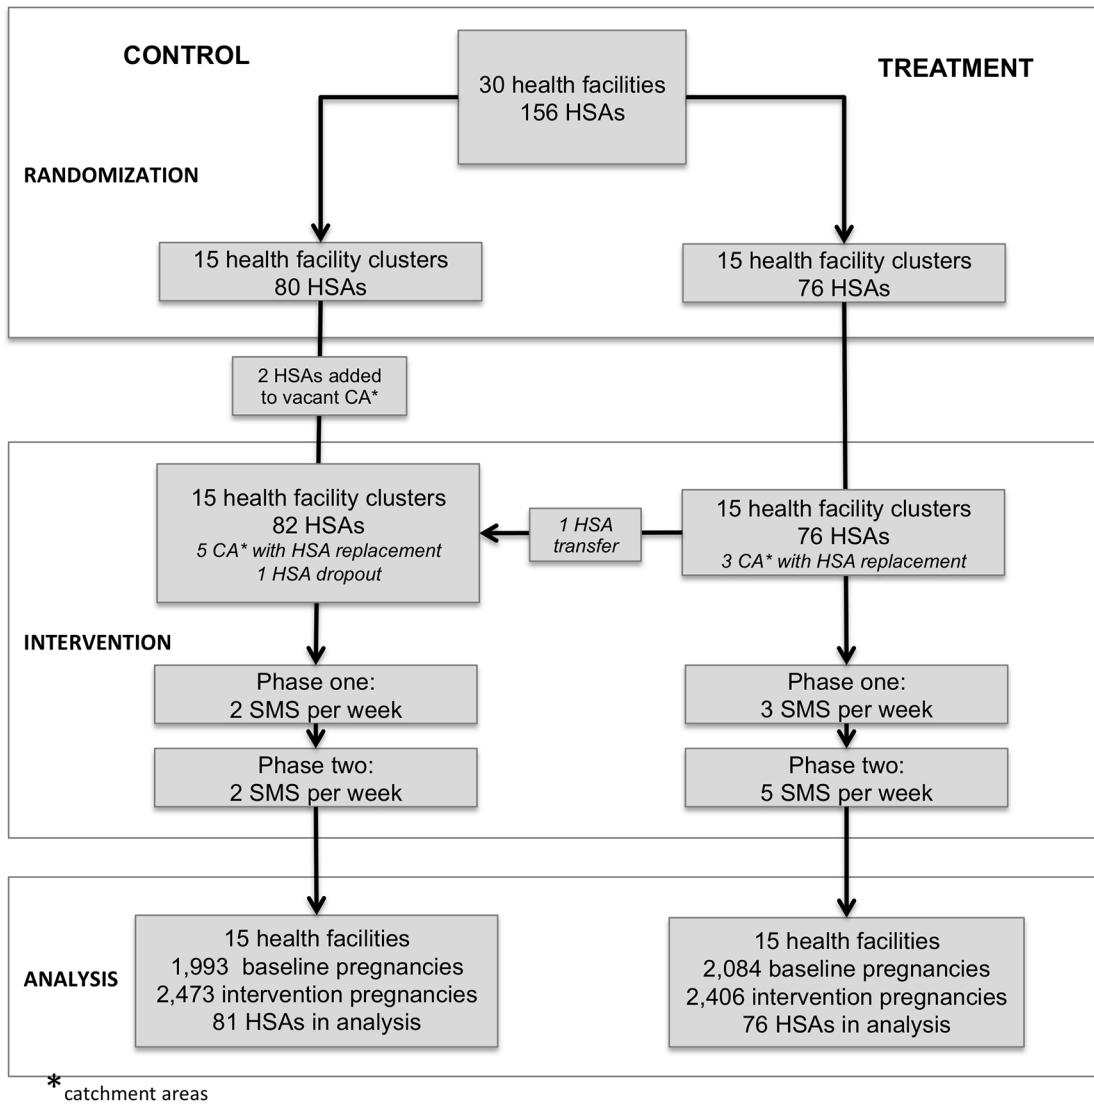 CONTROL
TREATMENT
30 health facilities
156 HSAs
RANDOMIZATION
15 health facility clusters
80 HSAs
15 health facility clusters
76 HSAs
2 HSAs added
to vacant CA*
15 health facility clusters
82 HSAs
5 CA* with HSA replacement
1 HSA dropout
1 HSA
transfer
15 health facility clusters
76 HSAs
3 CA* with HSA replacement
INTERVENTION
Phase one:
2 SMS per week
Phase one:
3 SMS per week
Phase two:
2 SMS per week
Phase two:
5 SMS per week
ANALYSIS
15 health facilities
1,993 baseline pregnancies
2,473 intervention pregnancies
81 HSAs in analysis
15 health facilities
2,084 baseline pregnancies
2,406 intervention pregnancies
76 HSAs in analysis
* catchment areas